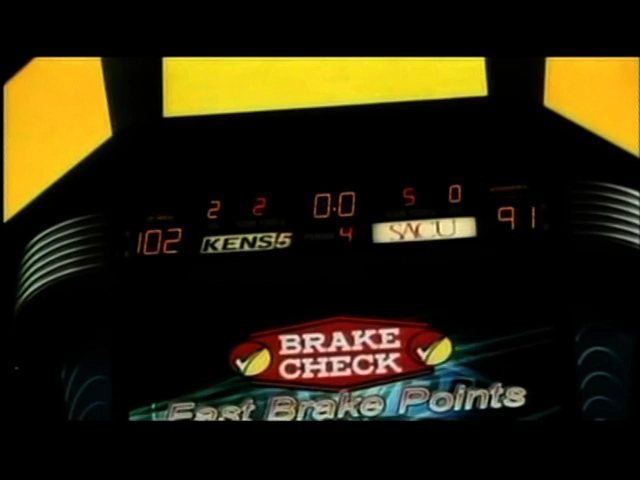 2 2 0.0 5 0
102 KENS5 4 SACU 91
BRAKE
CHECK
Fast Brake Points